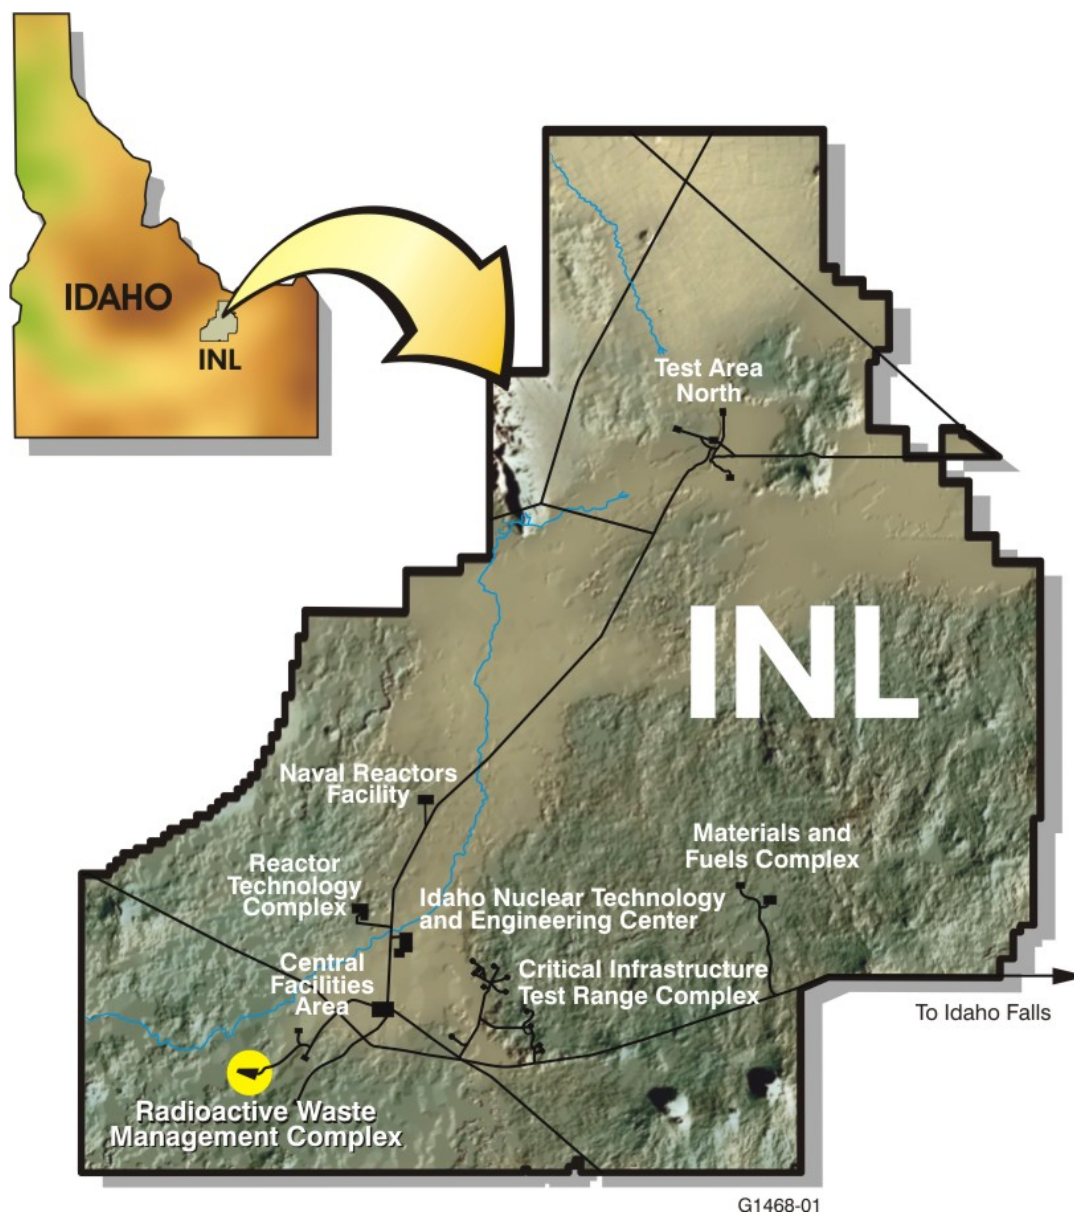 IDAHO
INL
Test Area
North
INL
Naval Reactors
Facility
Materials and
Fuels Complex
Reactor
Technology
Complex
Idaho Nuclear Technology
and Engineering Center
Central
Facilities
Area
Critical Infrastructure
Test Range Complex
To Idaho Falls
Radioactive Waste
Management Complex
G1468-01